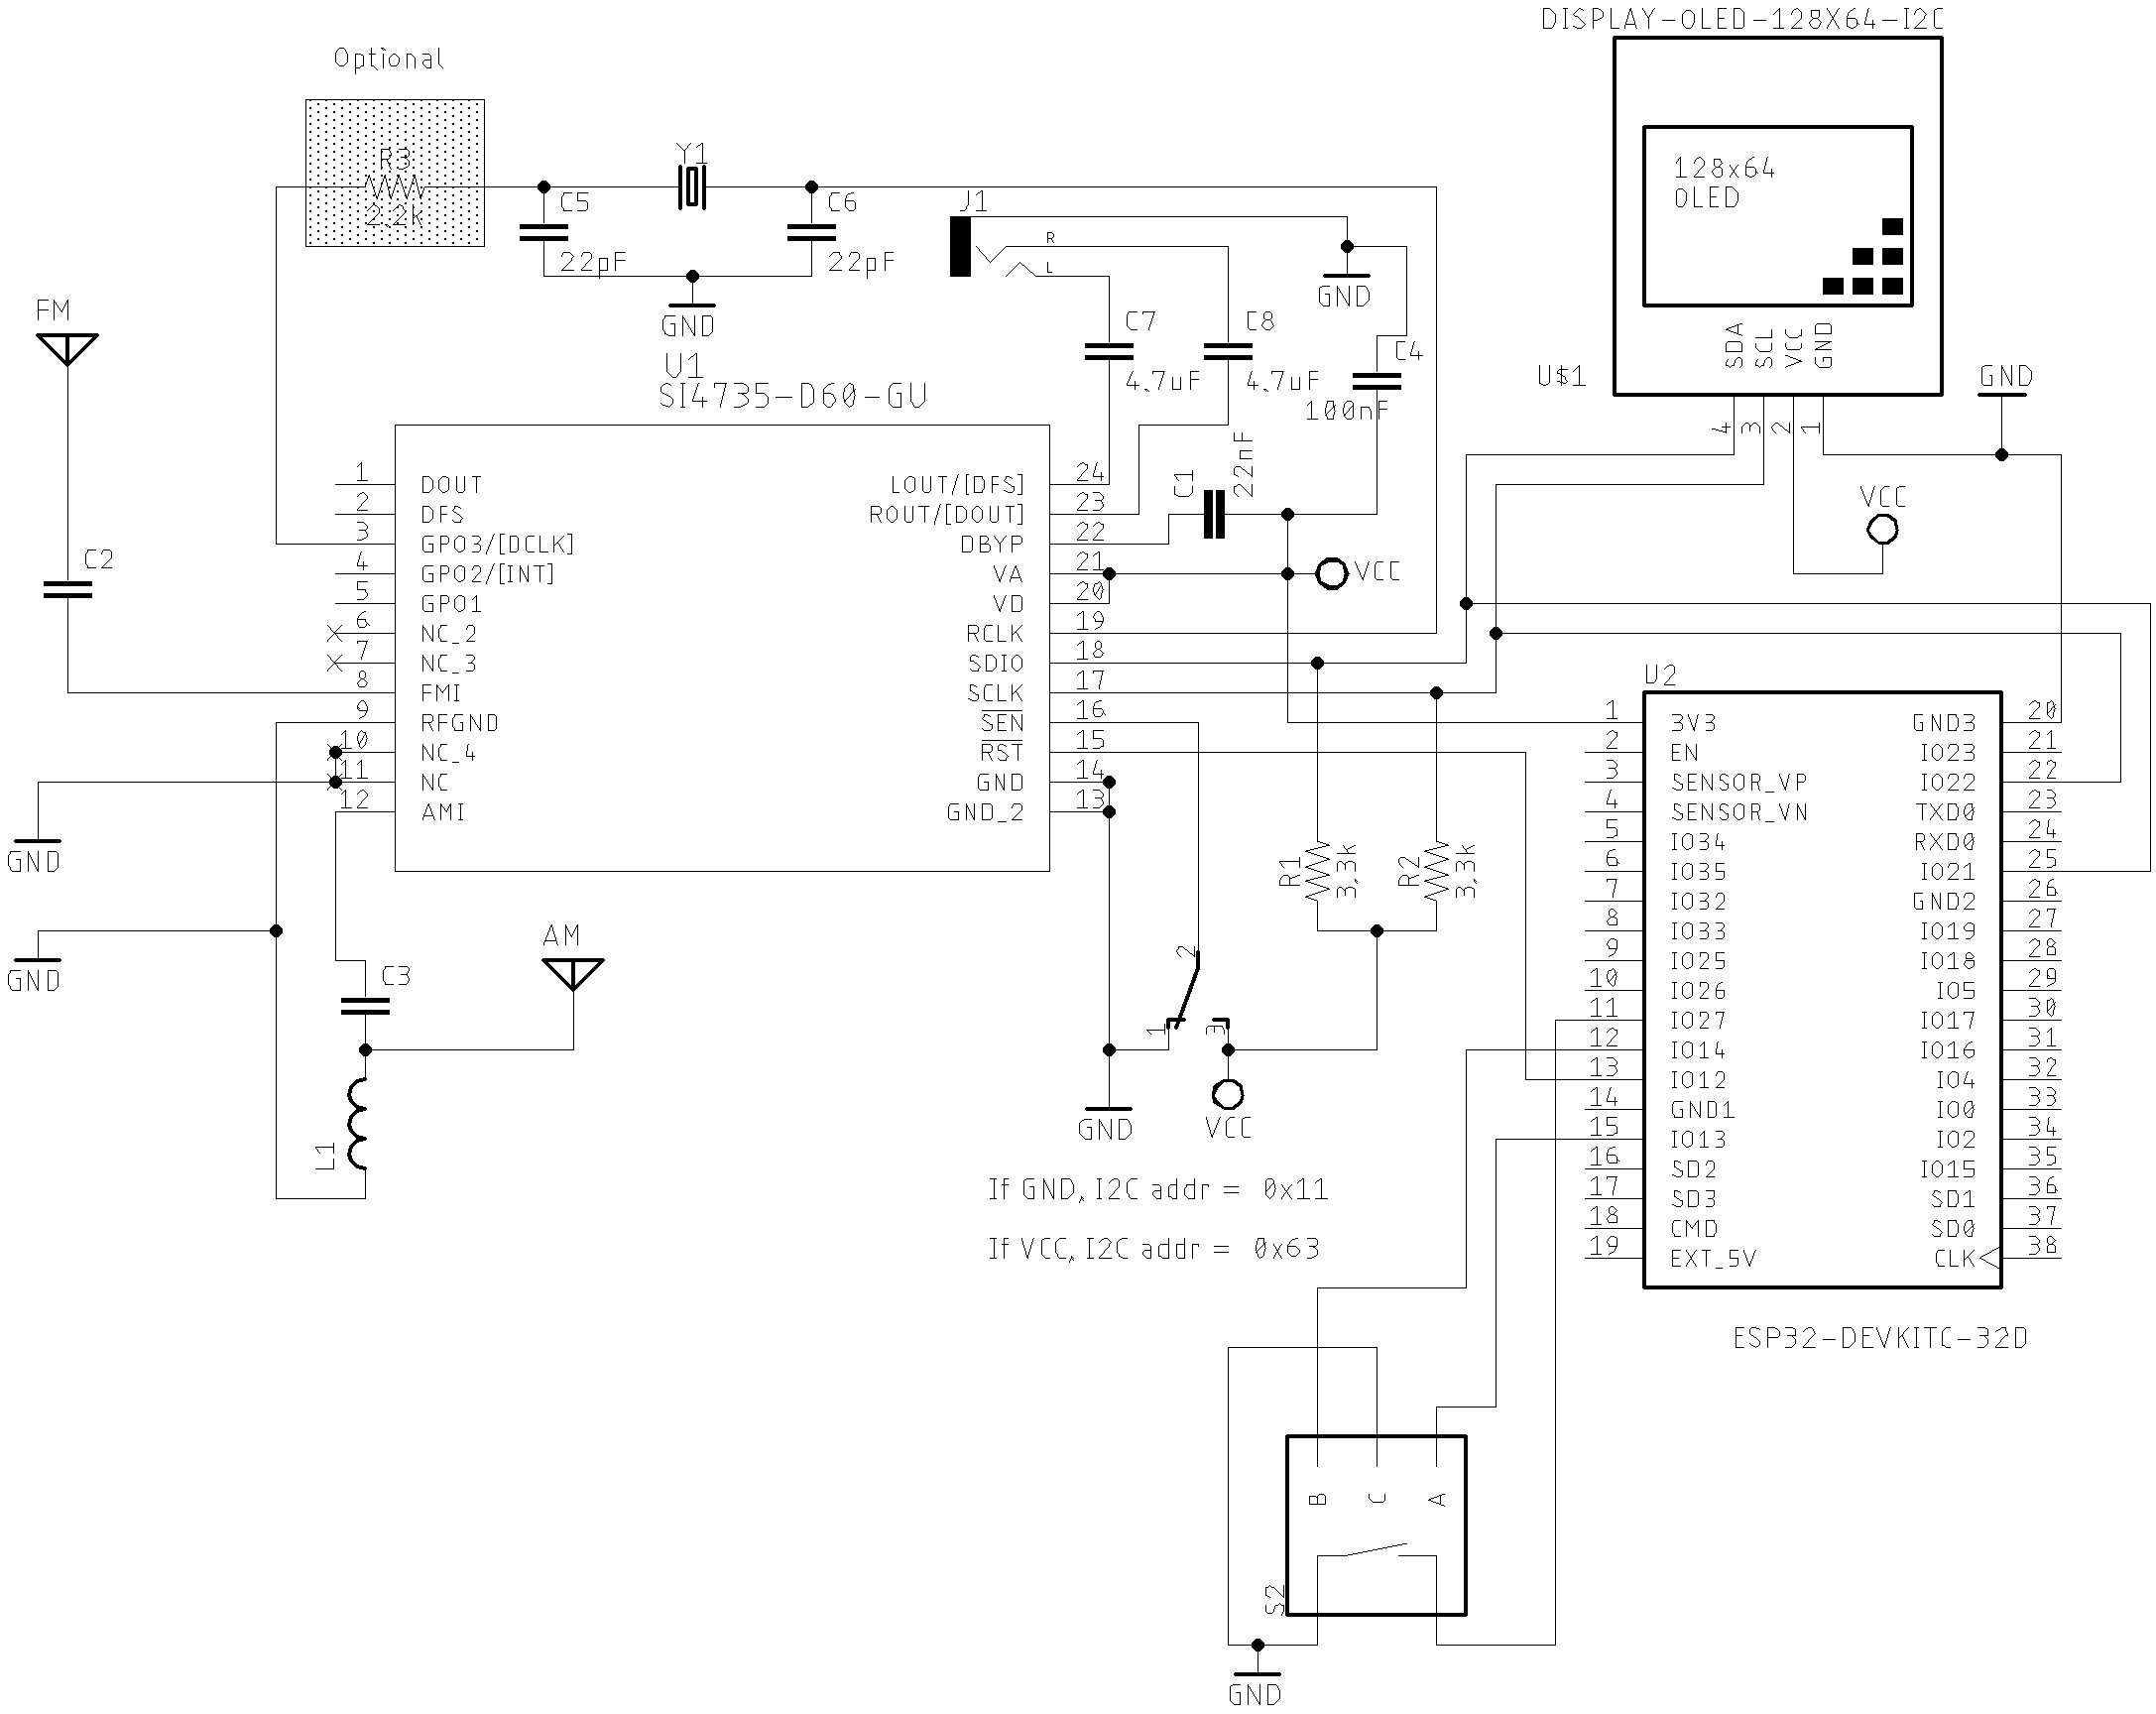 DISPLAY-OLED-128X64-I2C
Optional
R3
2.2k
Y1
C5
22pF
C6
22pF
GND
J1
R
L
GND
128x64
OLED
SDA
SCL
VCC
GND
4
3
2
1
U$1
GND
VCC
FM
C2
C7
4.7uF
C8
4.7uF
C4
100nF
C1
22nF
VCC
U1
SI4735-D60-GU
1 DOUT
2 DFS
3 GPO3/[DCLK]
4 GPO2/[INT]
5 GPO1
6 NC_2
7 NC_3
8 FMI
9 RFGND
10 NC_4
11 NC
12 AMI
LOUT/[DFS] 24
ROUT/[DOUT] 23
DBYP 22
VA 21
VD 20
RCLK 19
SDIO 18
SCLK 17
SEN 16
RST 15
GND 14
GND_2 13
GND
GND
AM
C3
L1
R1
3,3k
R2
3,3k
2
1
3
GND
VCC
If GND, I2C addr = 0x11
If VCC, I2C addr = 0x63
U2
1 3V3
2 EN
3 SENSOR_VP
4 SENSOR_VN
5 IO34
6 IO35
7 IO32
8 IO33
9 IO25
10 IO26
11 IO27
12 IO14
13 IO12
14 GND1
15 IO13
16 SD2
17 SD3
18 CMD
19 EXT_5V
GND3 20
IO23 21
IO22 22
TXD0 23
RXD0 24
IO21 25
GND2 26
IO19 27
IO18 28
IO5 29
IO17 30
IO16 31
IO4 32
IO0 33
IO2 34
IO15 35
SD1 36
SD0 37
CLK 38
ESP32-DEVKITC-32D
B
C
A
S2
GND